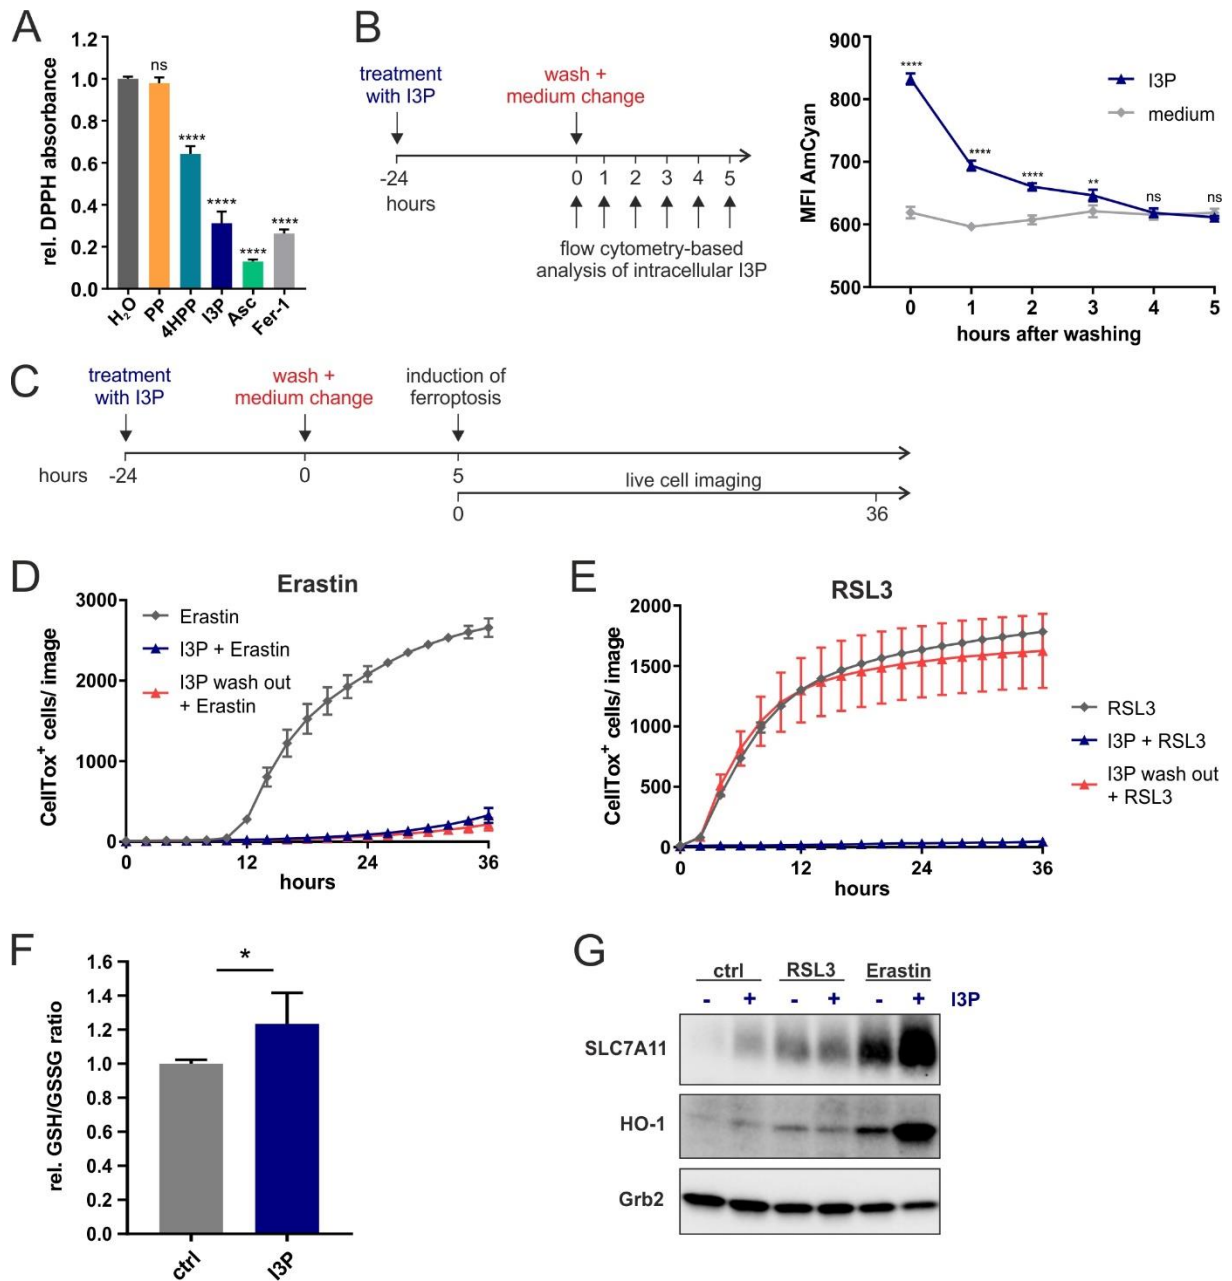 A
rel. DPPH absorbance
1.2
1.0
0.8
0.6
0.4
0.2
0.0
ns
****
****
****
****
H₂O
PP
4HPP
I3P
Asc
Fer-1
B
treatment
with I3P
wash +
medium change
-24
0
1
2
3
4
5
hours
flow cytometry-based
analysis of intracellular I3P
MFI AmCyan
900
800
700
600
500
****
****
****
**
ns
ns
I3P
medium
0
1
2
3
4
5
hours after washing
C
treatment
with I3P
wash +
medium change
induction of
ferroptosis
hours
-24
0
5
live cell imaging
0
36
D
Erastin
CellTox⁺ cells/ image
3000
2000
1000
0
Erastin
I3P + Erastin
I3P wash out
+ Erastin
0
12
24
36
hours
E
RSL3
CellTox⁺ cells/ image
2000
1500
1000
500
0
RSL3
I3P + RSL3
I3P wash out
+ RSL3
0
12
24
36
hours
F
rel. GSH/GSSG ratio
1.6
1.4
1.2
1.0
0.8
0.6
0.4
0.2
0.0
*
ctrl
I3P
G
ctrl
RSL3
Erastin
- + - + - + I3P
SLC7A11
HO-1
Grb2